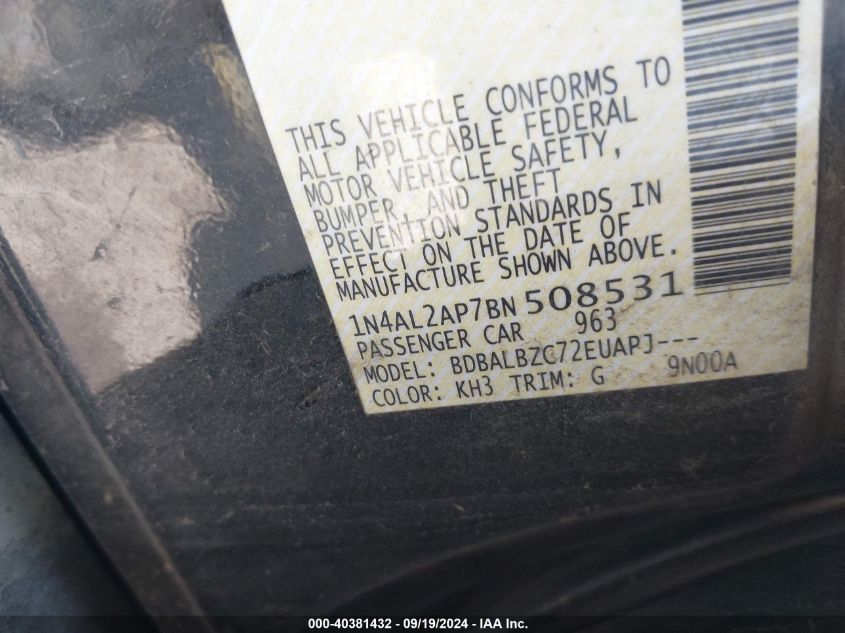 THIS VEHICLE CONFORMS TO
ALL APPLICABLE FEDERAL
MOTOR VEHICLE SAFETY,
BUMPER, AND THEFT
PREVENTION STANDARDS IN
EFFECT ON THE DATE OF
MANUFACTURE SHOWN ABOVE.
1N4AL2AP7BN508531
PASSENGER CAR 963
MODEL: BDBALBZC72EUAPJ---
COLOR: KH3 TRIM: G 9N00A
000-40381432 - 09/19/2024 - IAA Inc.